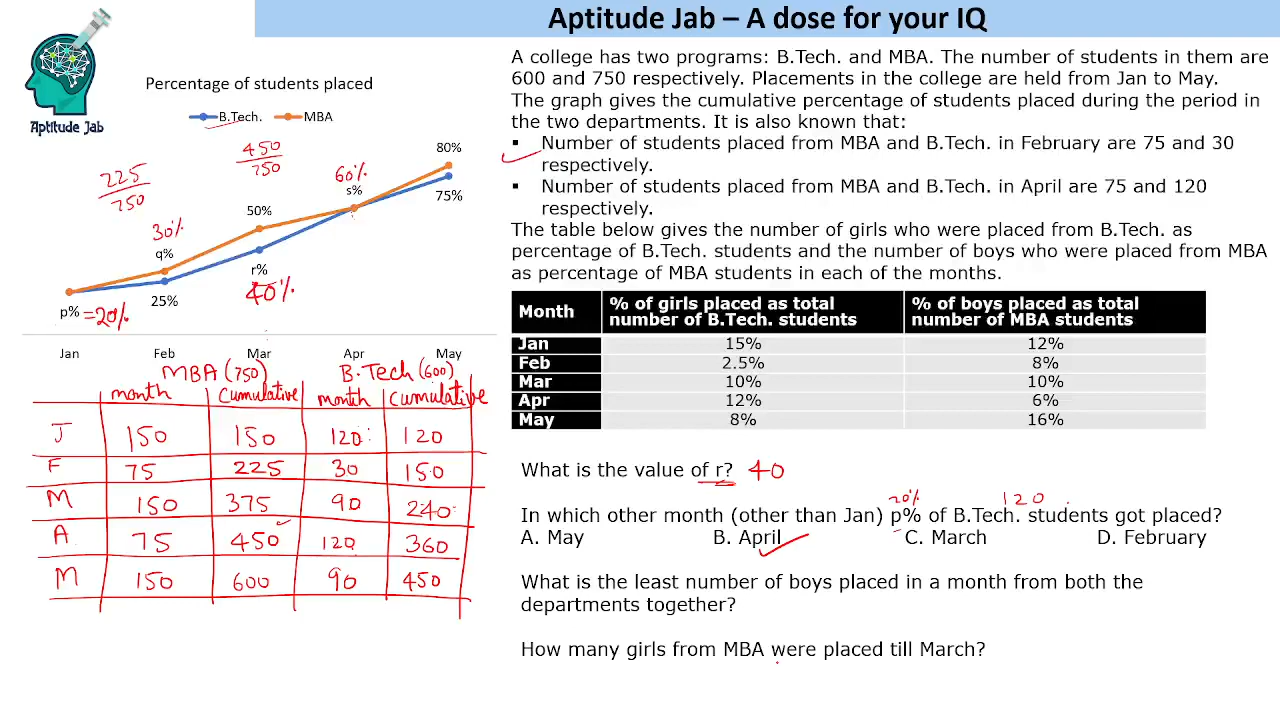 Aptitude Jab – A dose for your IQ
Aptitude Jab
Percentage of students placed
B.Tech. MBA
225/750
450/750
60%
80%
s%
75%
50%
30%
q%
r%
40%
25%
p% =20%
Jan Feb Mar Apr May
MBA (750) B.Tech (600)
month Cumulative month Cumulative
J 150 150 120 120
F 75 225 30 150
M 150 375 90 240
A 75 450 120 360
M 150 600 90 450
A college has two programs: B.Tech. and MBA. The number of students in them are
600 and 750 respectively. Placements in the college are held from Jan to May.
The graph gives the cumulative percentage of students placed during the period in
the two departments. It is also known that:
▪ Number of students placed from MBA and B.Tech. in February are 75 and 30
respectively.
▪ Number of students placed from MBA and B.Tech. in April are 75 and 120
respectively.
The table below gives the number of girls who were placed from B.Tech. as
percentage of B.Tech. students and the number of boys who were placed from MBA
as percentage of MBA students in each of the months.
Month % of girls placed as total number of B.Tech. students % of boys placed as total number of MBA students
Jan 15% 12%
Feb 2.5% 8%
Mar 10% 10%
Apr 12% 6%
May 8% 16%
What is the value of r? 40
20% 120
In which other month (other than Jan) p% of B.Tech. students got placed?
A. May B. April C. March D. February
What is the least number of boys placed in a month from both the
departments together?
How many girls from MBA were placed till March?